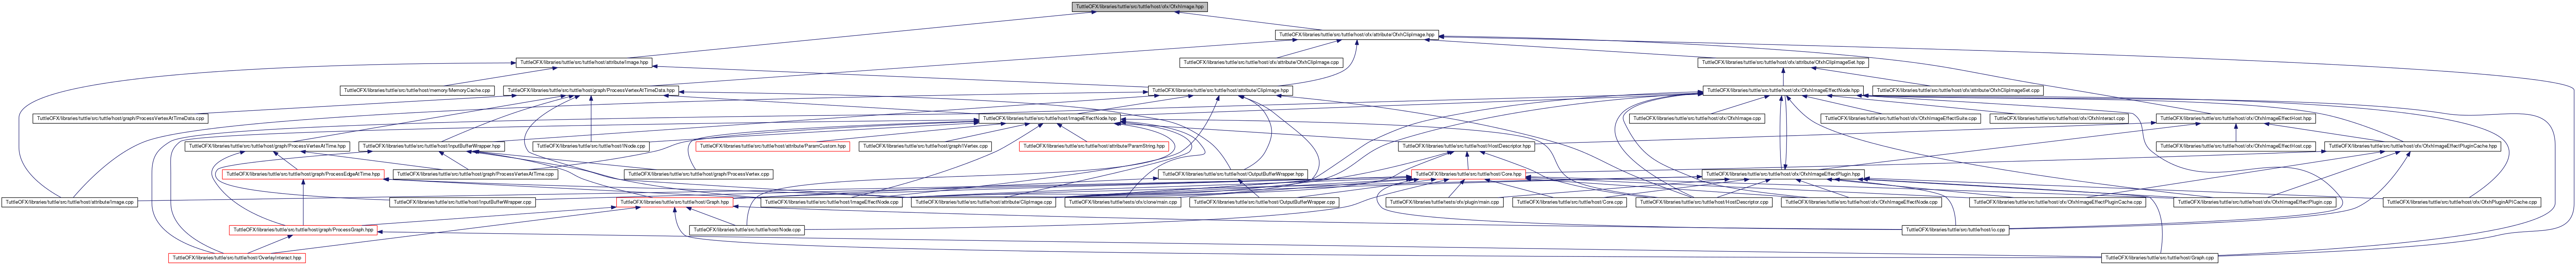 TuttleOFX/libraries/tuttle/src/tuttle/host/ofx/OfxhImage.hpp
TuttleOFX/libraries/tuttle/src/tuttle/host/ofx/attribute/OfxhClipImage.hpp
TuttleOFX/libraries/tuttle/src/tuttle/host/attribute/Image.hpp
TuttleOFX/libraries/tuttle/src/tuttle/host/ofx/attribute/OfxhClipImage.cpp
TuttleOFX/libraries/tuttle/src/tuttle/host/ofx/attribute/OfxhClipImageSet.hpp
TuttleOFX/libraries/tuttle/src/tuttle/host/memory/MemoryCache.cpp
TuttleOFX/libraries/tuttle/src/tuttle/host/graph/ProcessVertexAtTimeData.hpp
TuttleOFX/libraries/tuttle/src/tuttle/host/attribute/ClipImage.hpp
TuttleOFX/libraries/tuttle/src/tuttle/host/ofx/OfxhImageEffectNode.hpp
TuttleOFX/libraries/tuttle/src/tuttle/host/ofx/attribute/OfxhClipImageSet.cpp
TuttleOFX/libraries/tuttle/src/tuttle/host/graph/ProcessVertexAtTimeData.cpp
TuttleOFX/libraries/tuttle/src/tuttle/host/ImageEffectNode.hpp
TuttleOFX/libraries/tuttle/src/tuttle/host/ofx/OfxhImage.cpp
TuttleOFX/libraries/tuttle/src/tuttle/host/ofx/OfxhImageEffectSuite.cpp
TuttleOFX/libraries/tuttle/src/tuttle/host/ofx/OfxhInteract.cpp
TuttleOFX/libraries/tuttle/src/tuttle/host/ofx/OfxhImageEffectHost.hpp
TuttleOFX/libraries/tuttle/src/tuttle/host/graph/ProcessVertexAtTime.hpp
TuttleOFX/libraries/tuttle/src/tuttle/host/InputBufferWrapper.hpp
TuttleOFX/libraries/tuttle/src/tuttle/host/INode.cpp
TuttleOFX/libraries/tuttle/src/tuttle/host/attribute/ParamCustom.hpp
TuttleOFX/libraries/tuttle/src/tuttle/host/graph/IVertex.cpp
TuttleOFX/libraries/tuttle/src/tuttle/host/attribute/ParamString.hpp
TuttleOFX/libraries/tuttle/src/tuttle/host/HostDescriptor.hpp
TuttleOFX/libraries/tuttle/src/tuttle/host/ofx/OfxhImageEffectHost.cpp
TuttleOFX/libraries/tuttle/src/tuttle/host/ofx/OfxhImageEffectPluginCache.hpp
TuttleOFX/libraries/tuttle/src/tuttle/host/graph/ProcessEdgeAtTime.hpp
TuttleOFX/libraries/tuttle/src/tuttle/host/graph/ProcessVertexAtTime.cpp
TuttleOFX/libraries/tuttle/src/tuttle/host/graph/ProcessVertex.cpp
TuttleOFX/libraries/tuttle/src/tuttle/host/OutputBufferWrapper.hpp
TuttleOFX/libraries/tuttle/src/tuttle/host/Core.hpp
TuttleOFX/libraries/tuttle/src/tuttle/host/ofx/OfxhImageEffectPlugin.hpp
TuttleOFX/libraries/tuttle/src/tuttle/host/attribute/Image.cpp
TuttleOFX/libraries/tuttle/src/tuttle/host/InputBufferWrapper.cpp
TuttleOFX/libraries/tuttle/src/tuttle/host/Graph.hpp
TuttleOFX/libraries/tuttle/src/tuttle/host/ImageEffectNode.cpp
TuttleOFX/libraries/tuttle/src/tuttle/host/attribute/ClipImage.cpp
TuttleOFX/libraries/tuttle/tests/ofx/clone/main.cpp
TuttleOFX/libraries/tuttle/src/tuttle/host/OutputBufferWrapper.cpp
TuttleOFX/libraries/tuttle/tests/ofx/plugin/main.cpp
TuttleOFX/libraries/tuttle/src/tuttle/host/Core.cpp
TuttleOFX/libraries/tuttle/src/tuttle/host/HostDescriptor.cpp
TuttleOFX/libraries/tuttle/src/tuttle/host/ofx/OfxhImageEffectNode.cpp
TuttleOFX/libraries/tuttle/src/tuttle/host/ofx/OfxhImageEffectPluginCache.cpp
TuttleOFX/libraries/tuttle/src/tuttle/host/ofx/OfxhImageEffectPlugin.cpp
TuttleOFX/libraries/tuttle/src/tuttle/host/ofx/OfxhPluginAPICache.cpp
TuttleOFX/libraries/tuttle/src/tuttle/host/graph/ProcessGraph.hpp
TuttleOFX/libraries/tuttle/src/tuttle/host/Node.cpp
TuttleOFX/libraries/tuttle/src/tuttle/host/io.cpp
TuttleOFX/libraries/tuttle/src/tuttle/host/OverlayInteract.hpp
TuttleOFX/libraries/tuttle/src/tuttle/host/Graph.cpp